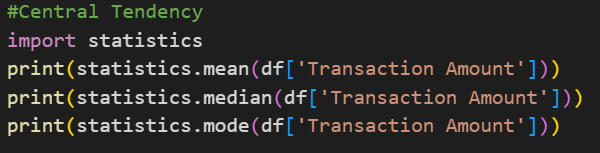 #Central Tendency
import statistics
print(statistics.mean(df['Transaction Amount']))
print(statistics.median(df['Transaction Amount']))
print(statistics.mode(df['Transaction Amount']))